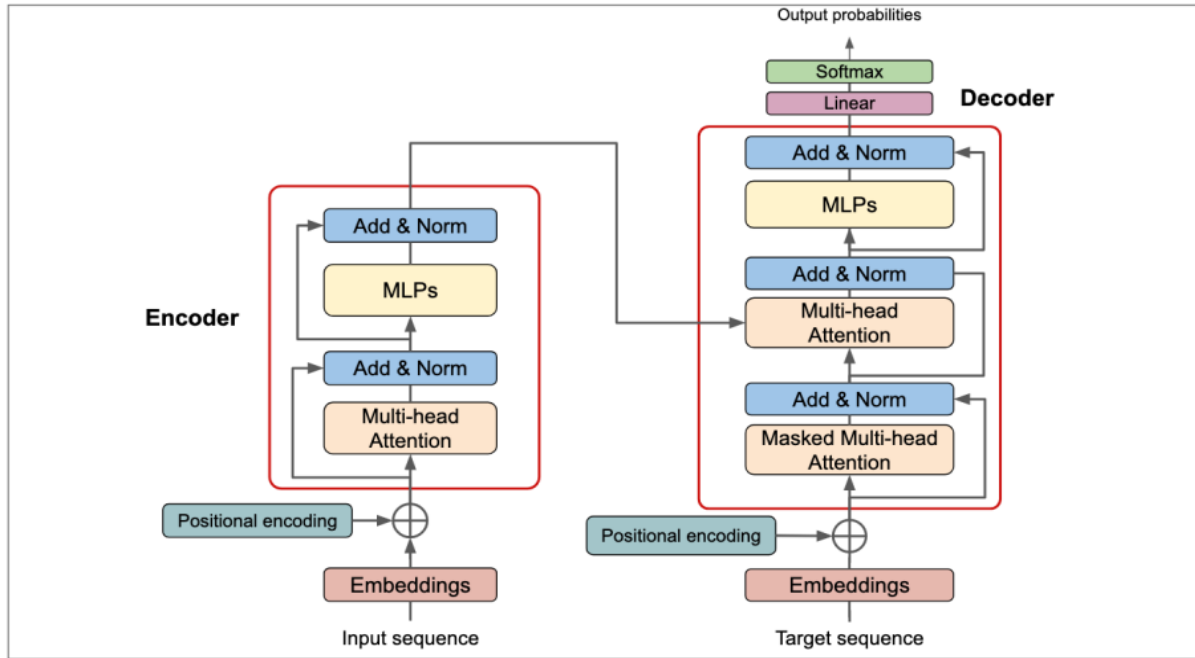 Output probabilities
Softmax
Linear
Decoder
Add & Norm
MLPs
Add & Norm
Multi-head
Attention
Add & Norm
Masked Multi-head
Attention
Positional encoding
Embeddings
Target sequence
Encoder
Add & Norm
MLPs
Add & Norm
Multi-head
Attention
Positional encoding
Embeddings
Input sequence